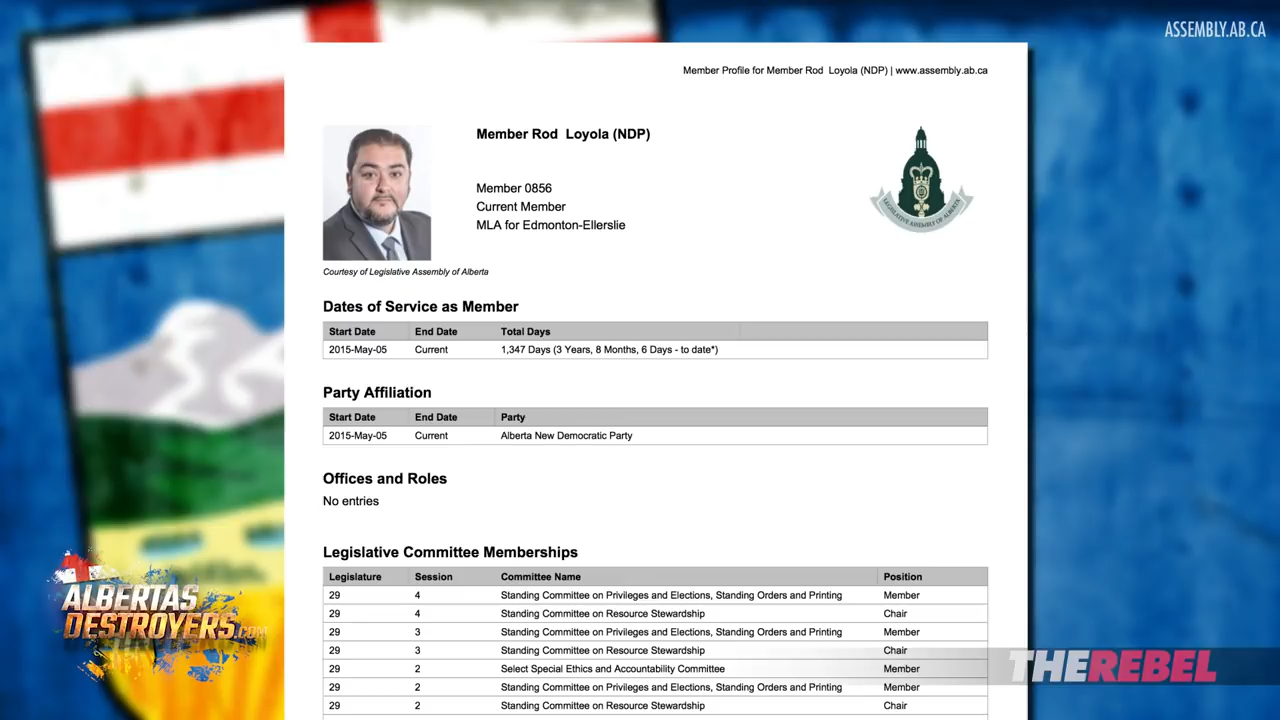 ASSEMBLY.AB.CA
Member Profile for Member Rod Loyola (NDP) | www.assembly.ab.ca
Member Rod Loyola (NDP)
Member 0856
Current Member
MLA for Edmonton-Ellerslie
LEGISLATIVE ASSEMBLY OF ALBERTA
Courtesy of Legislative Assembly of Alberta
Dates of Service as Member
Start Date End Date Total Days
2015-May-05 Current 1,347 Days (3 Years, 8 Months, 6 Days - to date*)
Party Affiliation
Start Date End Date Party
2015-May-05 Current Alberta New Democratic Party
Offices and Roles
No entries
Legislative Committee Memberships
Legislature Session Committee Name Position
29 4 Standing Committee on Privileges and Elections, Standing Orders and Printing Member
29 4 Standing Committee on Resource Stewardship Chair
29 3 Standing Committee on Privileges and Elections, Standing Orders and Printing Member
29 3 Standing Committee on Resource Stewardship Chair
29 2 Select Special Ethics and Accountability Committee Member
29 2 Standing Committee on Privileges and Elections, Standing Orders and Printing Member
29 2 Standing Committee on Resource Stewardship Chair
ALBERTAS
DESTROYERS.COM
THEREBEL